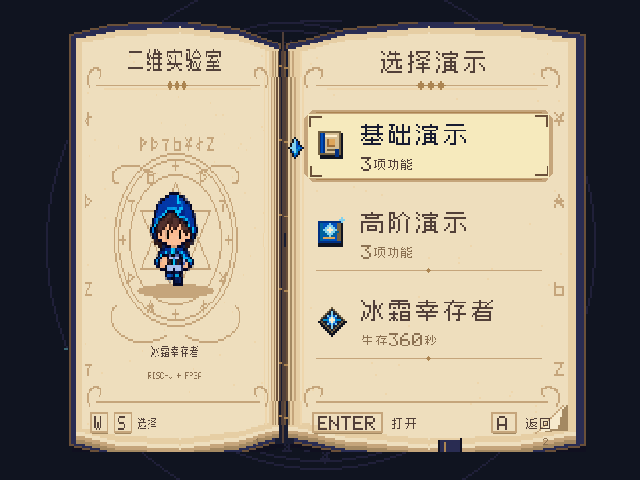 二维实验室
冰霜幸存者
RISC-V + FPGA
W S 选择
选择演示
基础演示
3项功能
高阶演示
3项功能
冰霜幸存者
生存360秒
ENTER 打开
A 返回